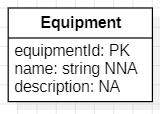 Equipment
equipmentId: PK
name: string NNA
description: NA